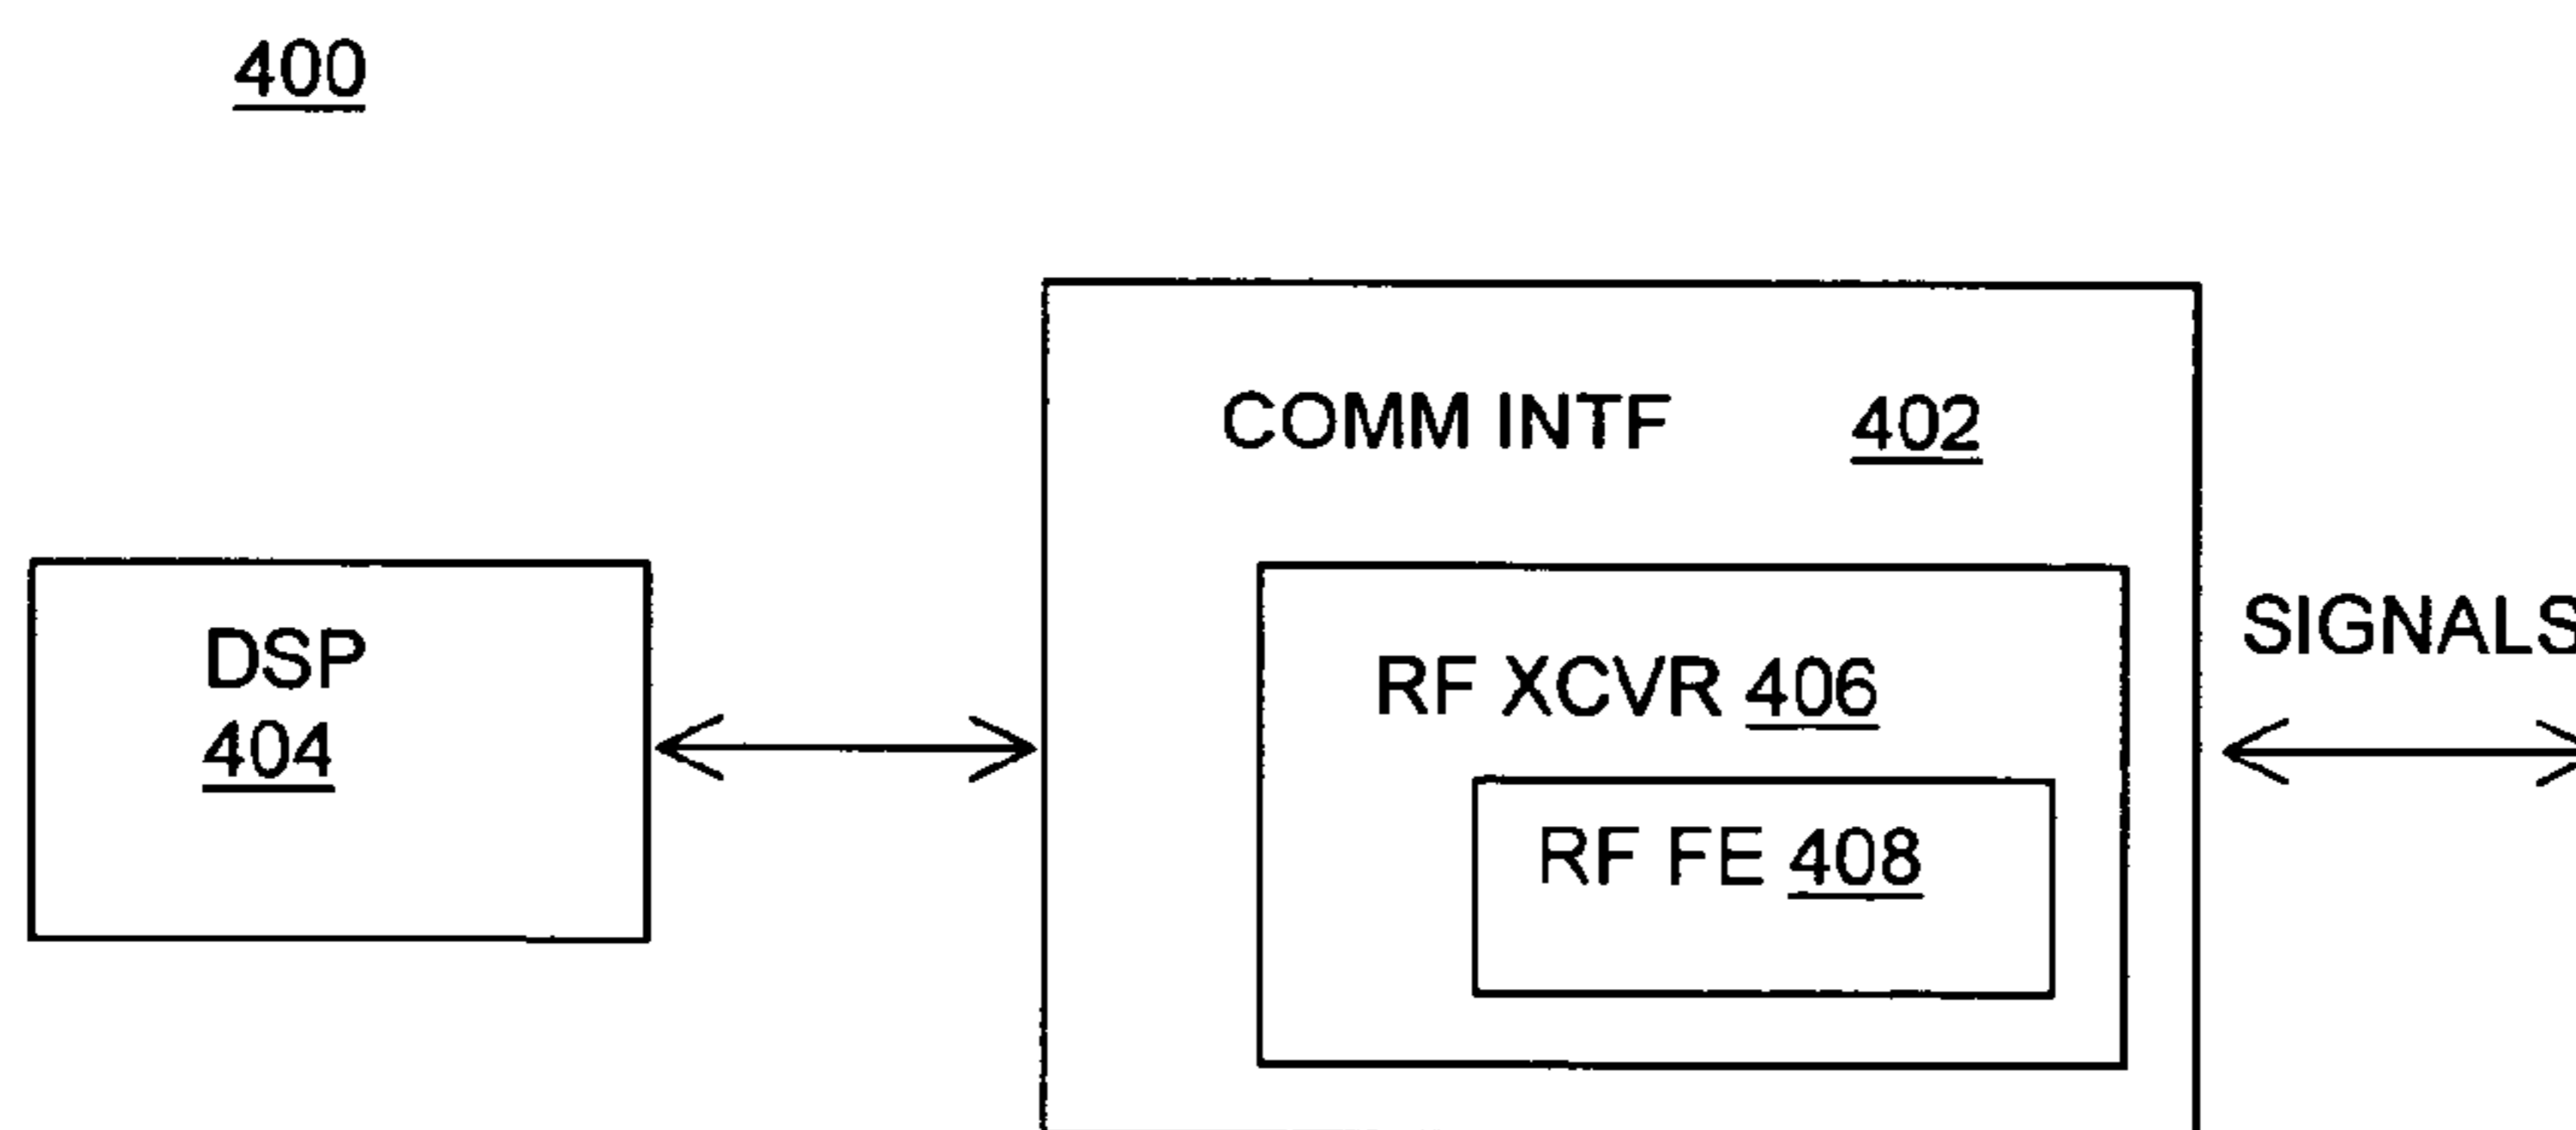 400
COMM INTF 402
SIGNALS
DSP
404
RF XCVR 406
RF FE 408